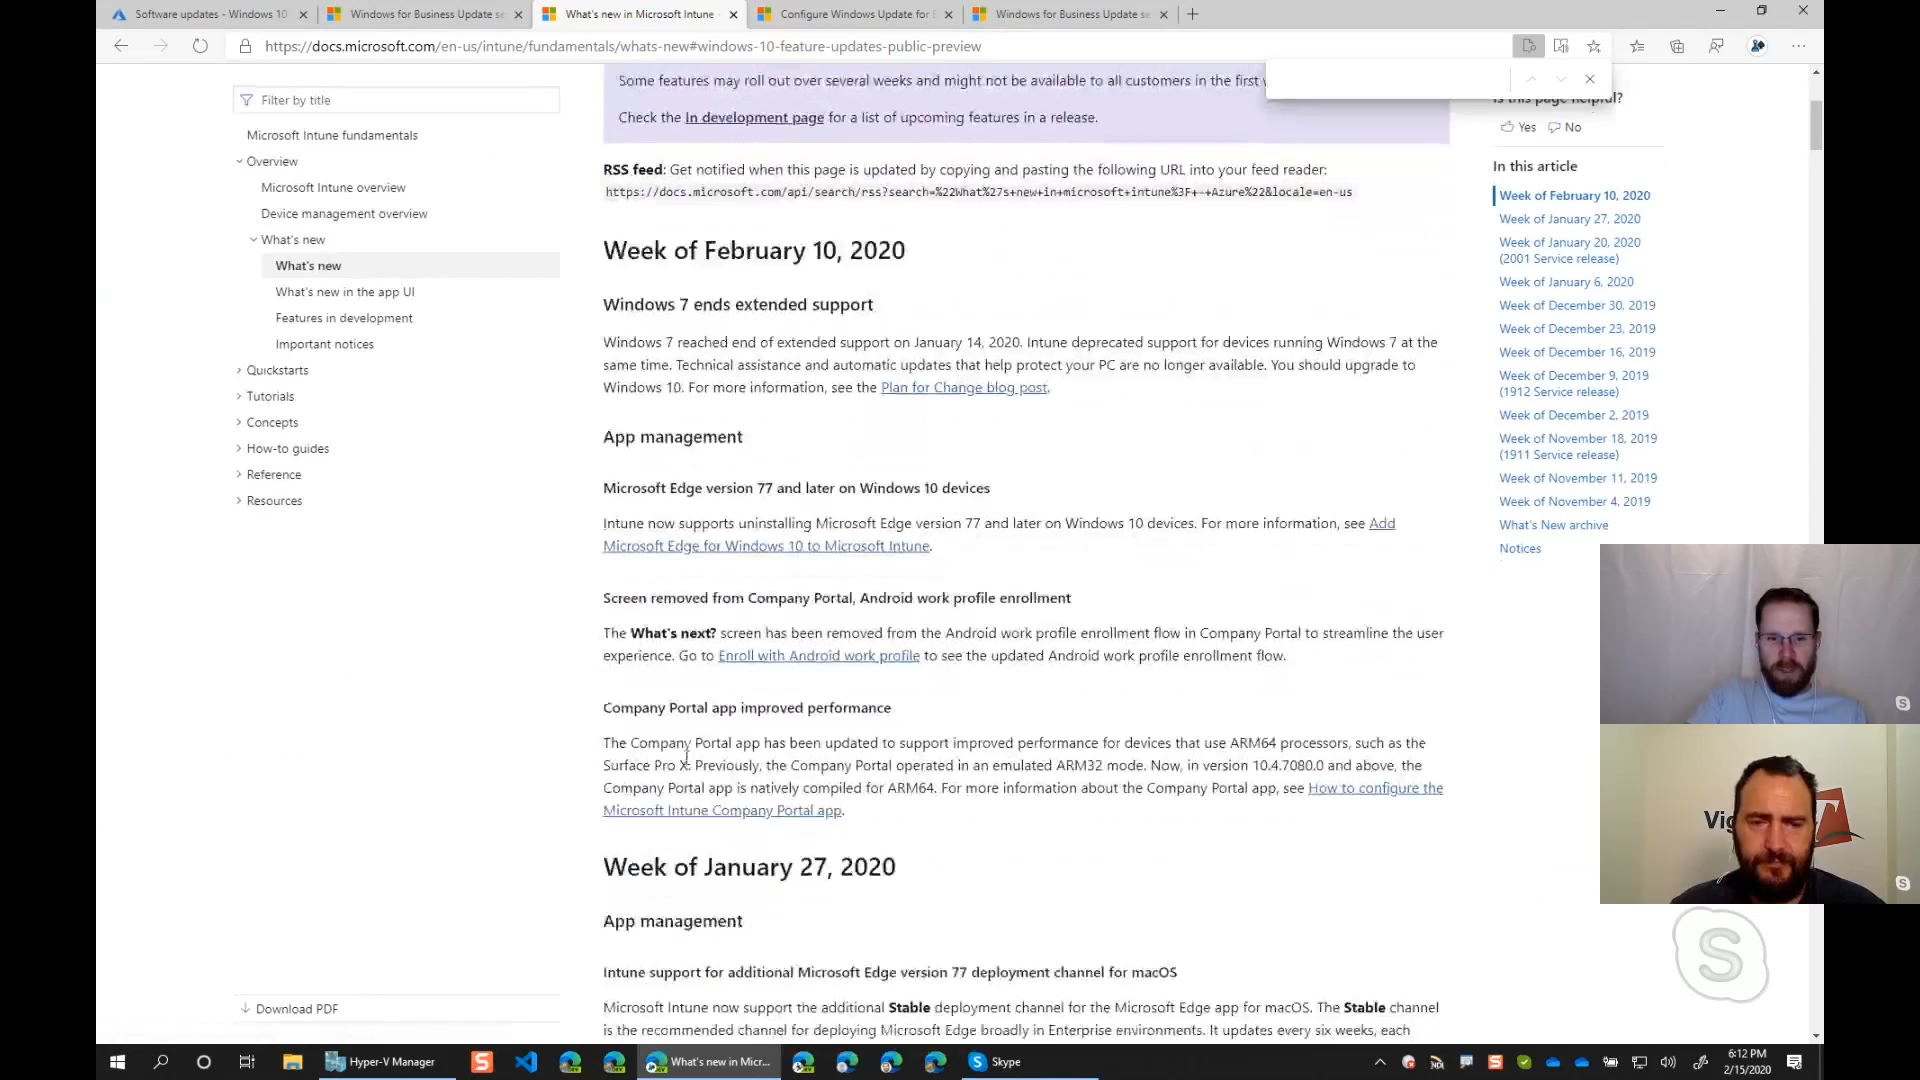 Software updates - Windows 10
Windows for Business Update se
What's new in Microsoft Intune -
Configure Windows Update for B
Windows for Business Update se
https://docs.microsoft.com/en-us/intune/fundamentals/whats-new#windows-10-feature-updates-public-preview
Filter by title
Microsoft Intune fundamentals
Overview
Microsoft Intune overview
Device management overview
What's new
What's new
What's new in the app UI
Features in development
Important notices
Quickstarts
Tutorials
Concepts
How-to guides
Reference
Resources
Download PDF
Some features may roll out over several weeks and might not be available to all customers in the first
Check the In development page for a list of upcoming features in a release.
RSS feed: Get notified when this page is updated by copying and pasting the following URL into your feed reader:
https://docs.microsoft.com/api/search/rss?search=%22What%27s+new+in+microsoft+intune%3F+-+Azure%22&locale=en-us
Week of February 10, 2020
Windows 7 ends extended support
Windows 7 reached end of extended support on January 14, 2020. Intune deprecated support for devices running Windows 7 at the
same time. Technical assistance and automatic updates that help protect your PC are no longer available. You should upgrade to
Windows 10. For more information, see the Plan for Change blog post.
App management
Microsoft Edge version 77 and later on Windows 10 devices
Intune now supports uninstalling Microsoft Edge version 77 and later on Windows 10 devices. For more information, see Add
Microsoft Edge for Windows 10 to Microsoft Intune.
Screen removed from Company Portal, Android work profile enrollment
The What's next? screen has been removed from the Android work profile enrollment flow in Company Portal to streamline the user
experience. Go to Enroll with Android work profile to see the updated Android work profile enrollment flow.
Company Portal app improved performance
The Company Portal app has been updated to support improved performance for devices that use ARM64 processors, such as the
Surface Pro X. Previously, the Company Portal operated in an emulated ARM32 mode. Now, in version 10.4.7080.0 and above, the
Company Portal app is natively compiled for ARM64. For more information about the Company Portal app, see How to configure the
Microsoft Intune Company Portal app.
Week of January 27, 2020
App management
Intune support for additional Microsoft Edge version 77 deployment channel for macOS
Microsoft Intune now support the additional Stable deployment channel for the Microsoft Edge app for macOS. The Stable channel
is the recommended channel for deploying Microsoft Edge broadly in Enterprise environments. It updates every six weeks, each
Is this page helpful?
Yes No
In this article
Week of February 10, 2020
Week of January 27, 2020
Week of January 20, 2020
(2001 Service release)
Week of January 6, 2020
Week of December 30, 2019
Week of December 23, 2019
Week of December 16, 2019
Week of December 9, 2019
(1912 Service release)
Week of December 2, 2019
Week of November 18, 2019
(1911 Service release)
Week of November 11, 2019
Week of November 4, 2019
What's New archive
Notices
Hyper-V Manager
What's new in Micr...
Skype
6:12 PM
2/15/2020